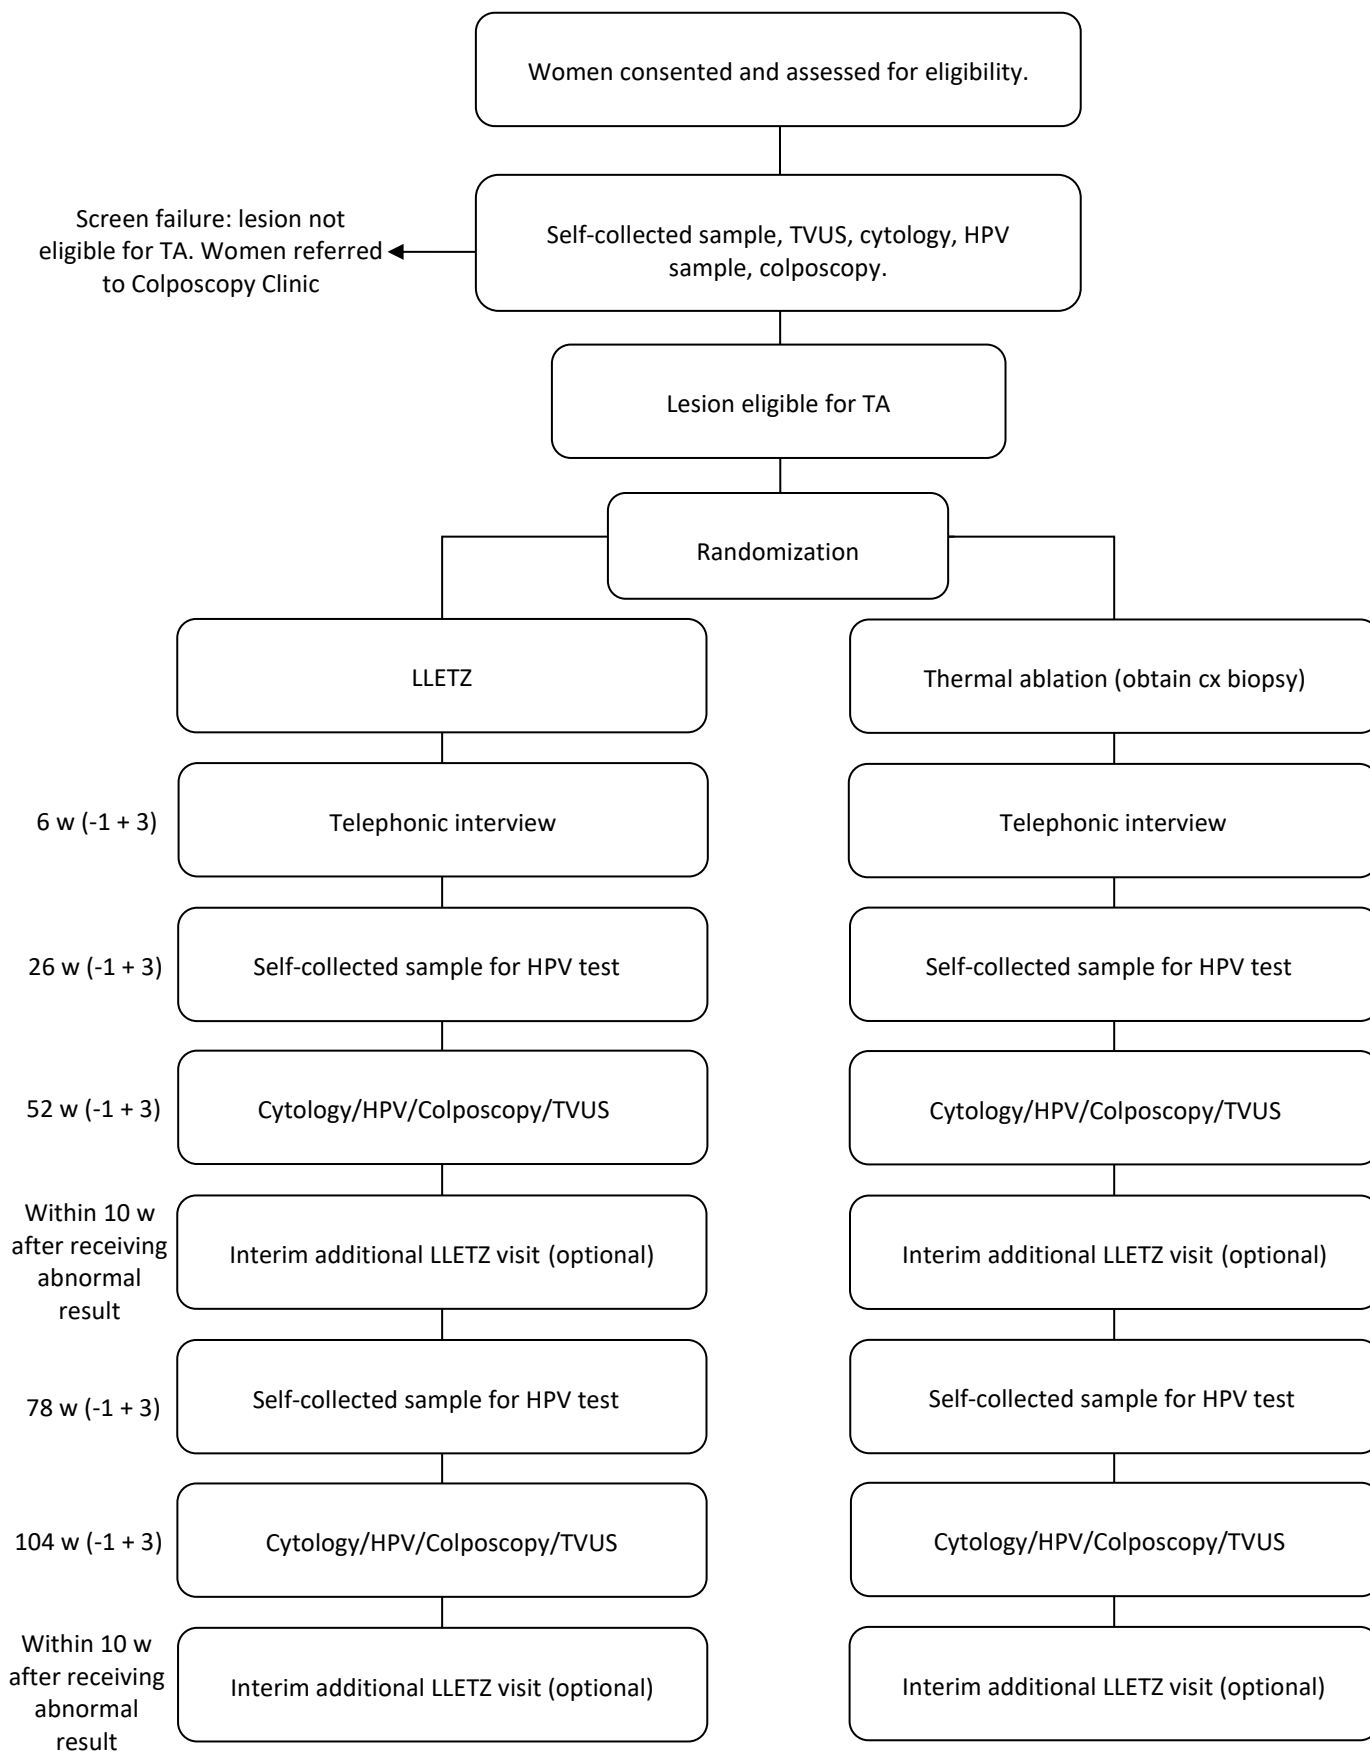 Women consented and assessed for eligibility.
Screen failure: lesion not
eligible for TA. Women referred
to Colposcopy Clinic
Self-collected sample, TVUS, cytology, HPV
sample, colposcopy.
Lesion eligible for TA
Randomization
LLETZ
Thermal ablation (obtain cx biopsy)
6 w (-1 + 3)
Telephonic interview
Telephonic interview
26 w (-1 + 3)
Self-collected sample for HPV test
Self-collected sample for HPV test
52 w (-1 + 3)
Cytology/HPV/Colposcopy/TVUS
Cytology/HPV/Colposcopy/TVUS
Within 10 w
after receiving
abnormal
result
Interim additional LLETZ visit (optional)
Interim additional LLETZ visit (optional)
78 w (-1 + 3)
Self-collected sample for HPV test
Self-collected sample for HPV test
104 w (-1 + 3)
Cytology/HPV/Colposcopy/TVUS
Cytology/HPV/Colposcopy/TVUS
Within 10 w
after receiving
abnormal
result
Interim additional LLETZ visit (optional)
Interim additional LLETZ visit (optional)